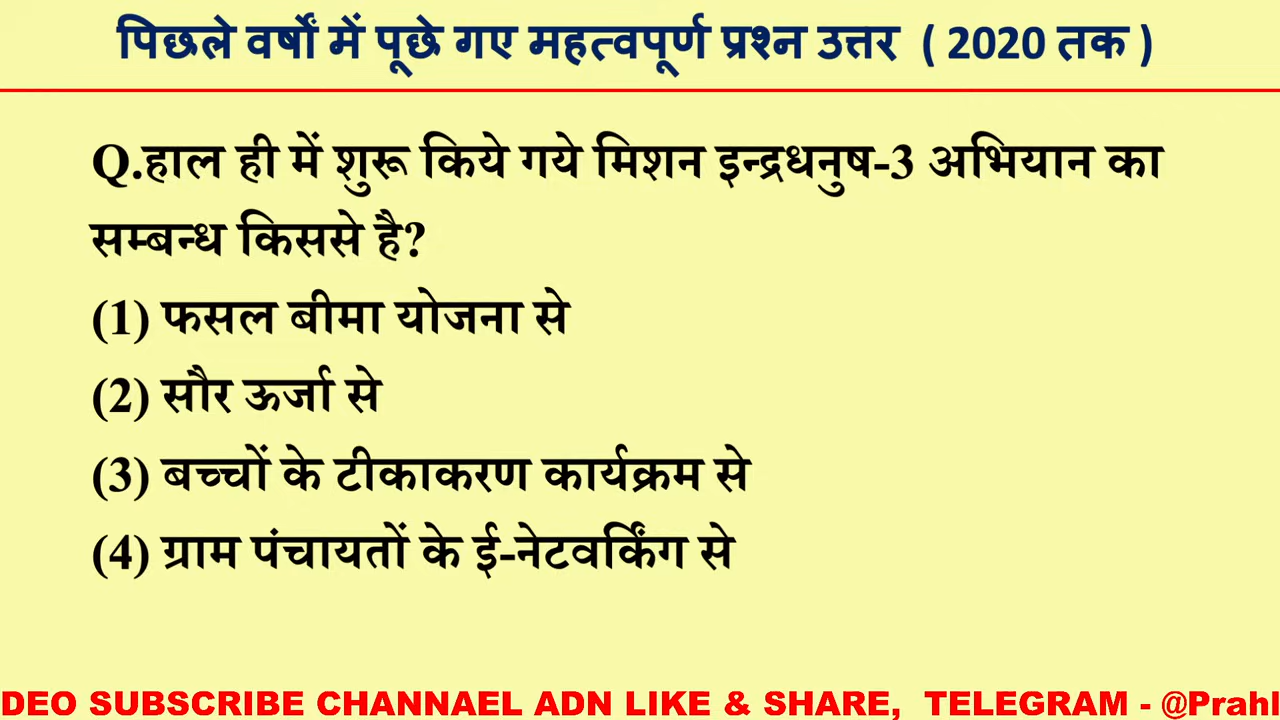 पिछले वर्षों में पूछे गए महत्वपूर्ण प्रश्न उत्तर ( 2020 तक )
Q.हाल ही में शुरू किये गये मिशन इन्द्रधनुष-3 अभियान का
सम्बन्ध किससे है?
(1) फसल बीमा योजना से
(2) सौर ऊर्जा से
(3) बच्चों के टीकाकरण कार्यक्रम से
(4) ग्राम पंचायतों के ई-नेटवर्किंग से
DEO SUBSCRIBE CHANNAEL ADN LIKE & SHARE, TELEGRAM - @Prahl